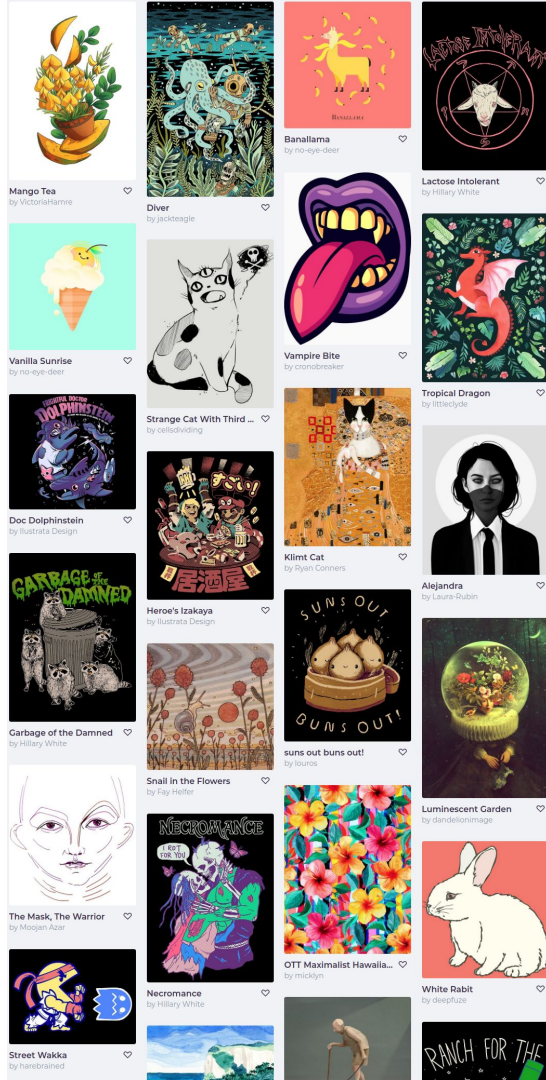 Mango Tea
by VictoriaHamre
Vanilla Sunrise
by no-eye-deer
FRIGHTFUL DOCTOR
DOLPHINSTEIN
Doc Dolphinstein
by Ilustrata Design
GARBAGE OF THE
DAMNED
Garbage of the Damned
by Hillary White
The Mask, The Warrior
by Moojan Azar
Street Wakka
by harebrained
Diver
by jackteagle
Strange Cat With Third ...
by cellsdividing
すごい!
居酒屋
Heroe's Izakaya
by Ilustrata Design
Snail in the Flowers
by Fay Helfer
NECROMANCE
I ROT
FOR YOU
Necromance
by Hillary White
BANALLAMA
Banallama
by no-eye-deer
Vampire Bite
by cronobreaker
Klimt Cat
by Ryan Conners
SUNS OUT
BUNS OUT!
suns out buns out!
by louros
OTT Maximalist Hawaiia...
by micklyn
LACTOSE INTOLERANT
Lactose Intolerant
by Hillary White
Tropical Dragon
by littleclyde
Alejandra
by Laura-Rubin
Luminescent Garden
by dandelionimage
White Rabit
by deepfuze
RANCH FOR THE